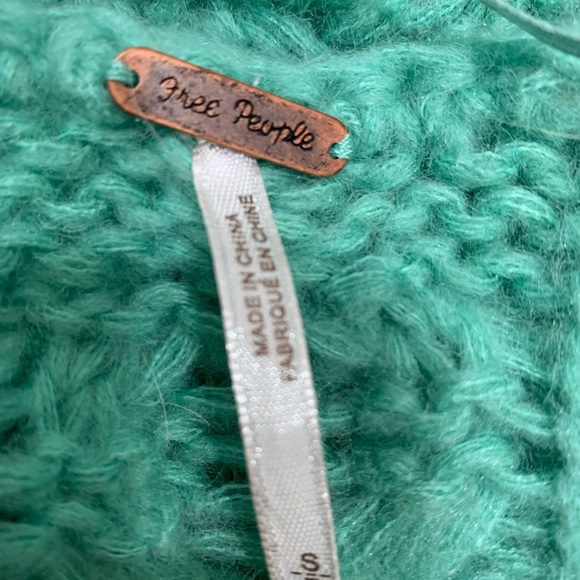 Free People
MADE IN CHINA
FABRIQUÉ EN CHINE
S